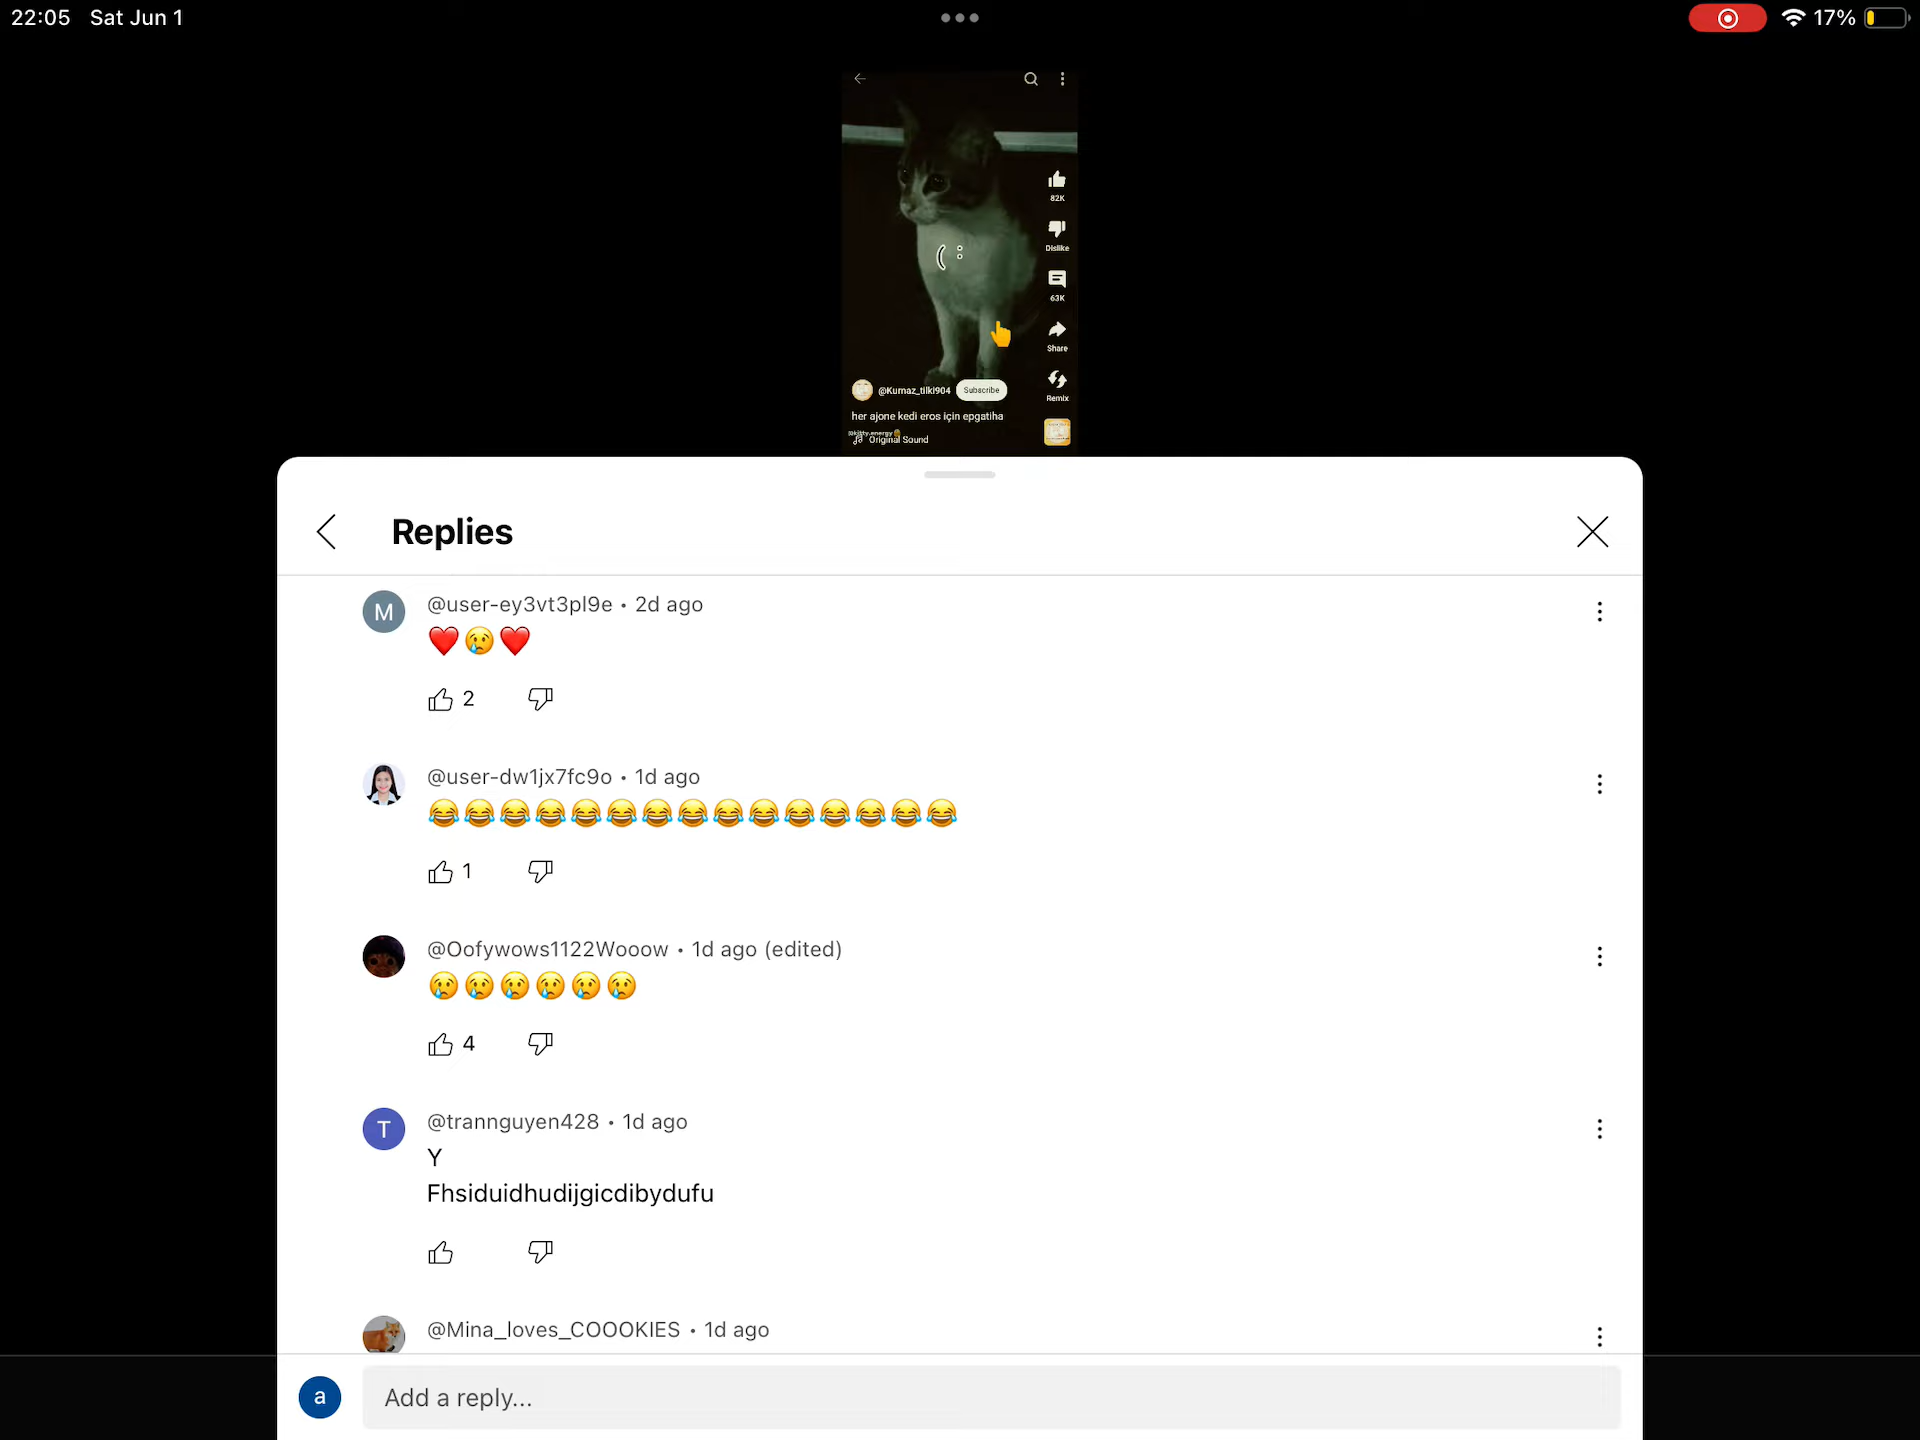 22:05 Sat Jun 1
17%
( :
82K
Dislike
63K
Share
@Kurnaz_tilki904 Subscribe
Remix
her ajone kedi eros için epgatiha
@kitty.energy
Original Sound
Replies
M @user-ey3vt3pl9e • 2d ago
❤️😢❤️
2
@user-dw1jx7fc9o • 1d ago
😂😂😂😂😂😂😂😂😂😂😂😂😂😂😂
1
@Oofywows1122Wooow • 1d ago (edited)
😢😢😢😢😢😢
4
T @trannguyen428 • 1d ago
Y
Fhsiduidhudijgicdibydufu
@Mina_loves_COOOKIES • 1d ago
a Add a reply...